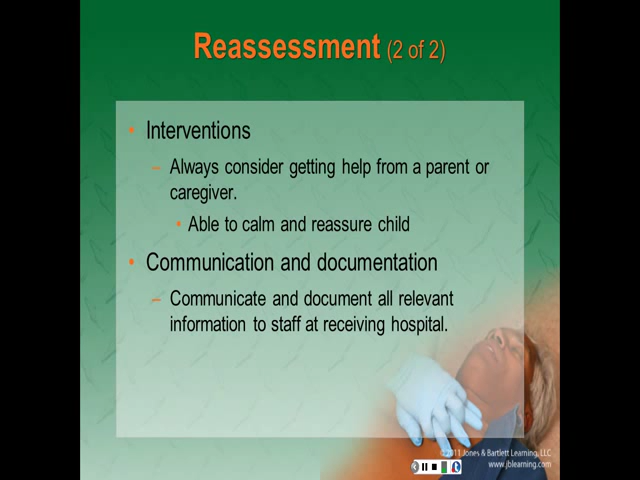 Reassessment (2 of 2)
• Interventions
– Always consider getting help from a parent or
caregiver.
• Able to calm and reassure child
• Communication and documentation
– Communicate and document all relevant
information to staff at receiving hospital.
© 2011 Jones & Bartlett Learning, LLC
www.jblearning.com